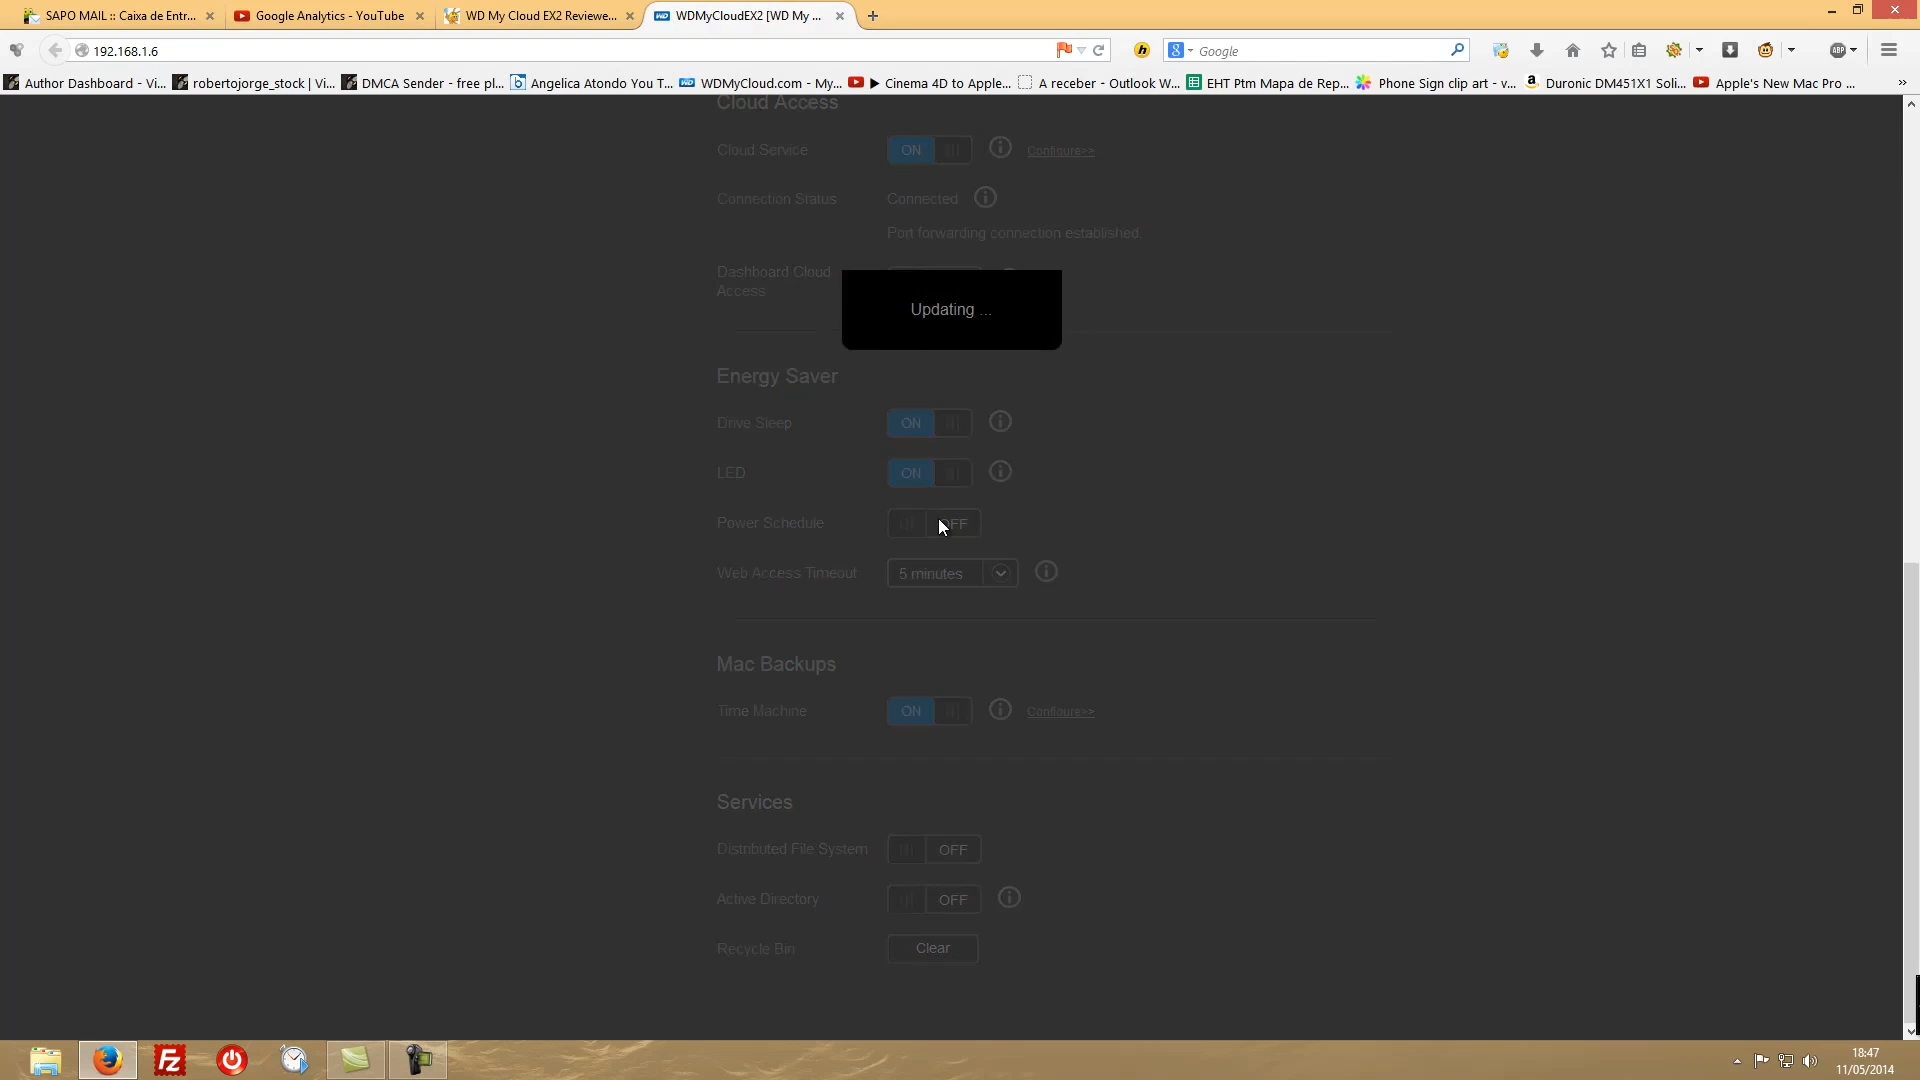 SAPO MAIL :: Caixa de Entr...
Google Analytics - YouTube
WD My Cloud EX2 Reviewe...
WDMyCloudEX2 [WD My ...
192.168.1.6
Google
Author Dashboard - Vi...
robertojorge_stock | Vi...
DMCA Sender - free pl...
Angelica Atondo You T...
WDMyCloud.com - My...
▶ Cinema 4D to Apple...
A receber - Outlook W...
EHT Ptm Mapa de Rep...
Phone Sign clip art - v...
Duronic DM451X1 Soli...
Apple's New Mac Pro ...
Cloud Access
Cloud Service ON Configure>>
Connection Status Connected
Port forwarding connection established.
Dashboard Cloud
Access
Updating ...
Energy Saver
Drive Sleep ON
LED ON
Power Schedule OFF
Web Access Timeout 5 minutes
Mac Backups
Time Machine ON Configure>>
Services
Distributed File System OFF
Active Directory OFF
Recycle Bin Clear
18:47
11/05/2014